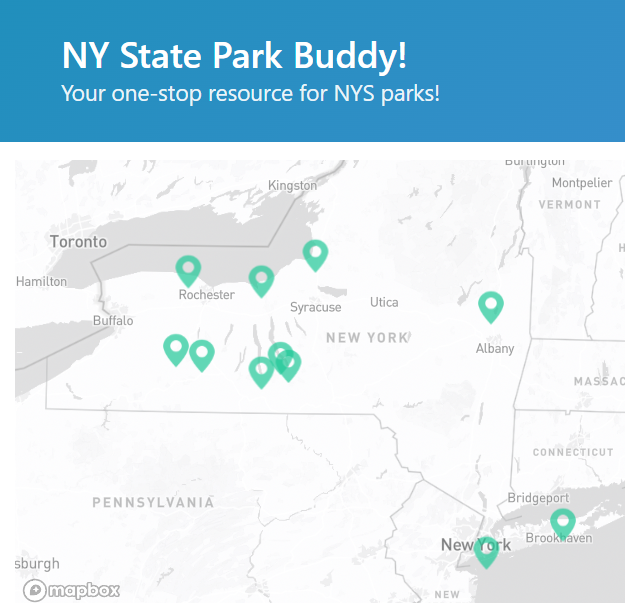 NY State Park Buddy!
Your one-stop resource for NYS parks!
Burlington
Kingston
Montpelier
VERMONT
Toronto
Hamilton
Rochester
Syracuse
Utica
Buffalo
NEW YORK
Albany
MASSAC
CONNECTICUT
PENNSYLVANIA
Bridgeport
New York
Brookhaven
sburgh
mapbox
NEW